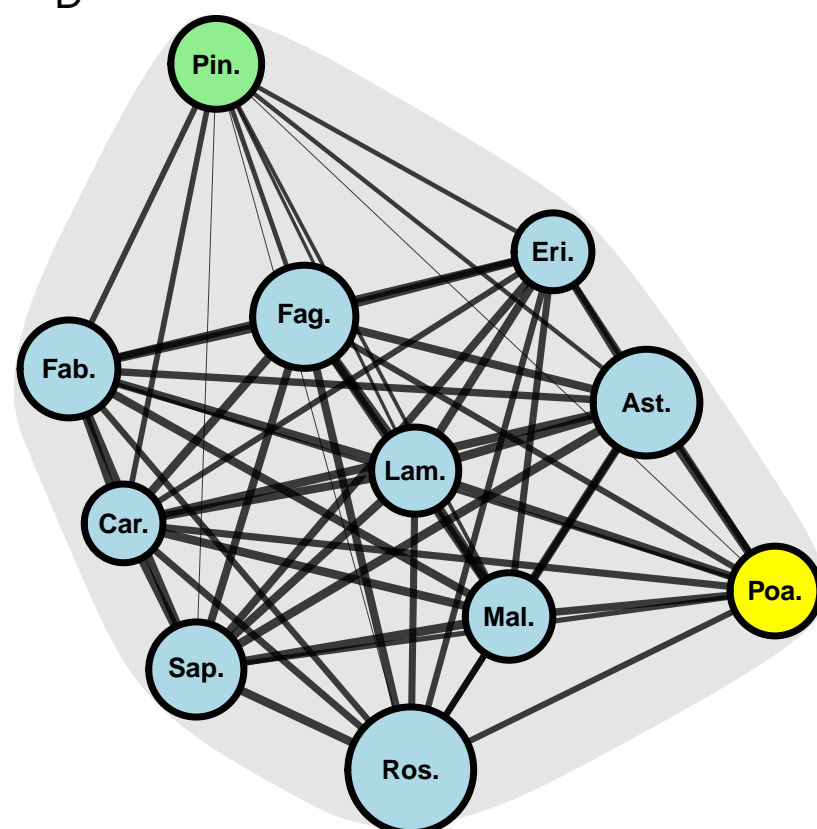 Pin.
Eri.
Fag.
Fab.
Ast.
Lam.
Car.
Poa.
Mal.
Sap.
Ros.